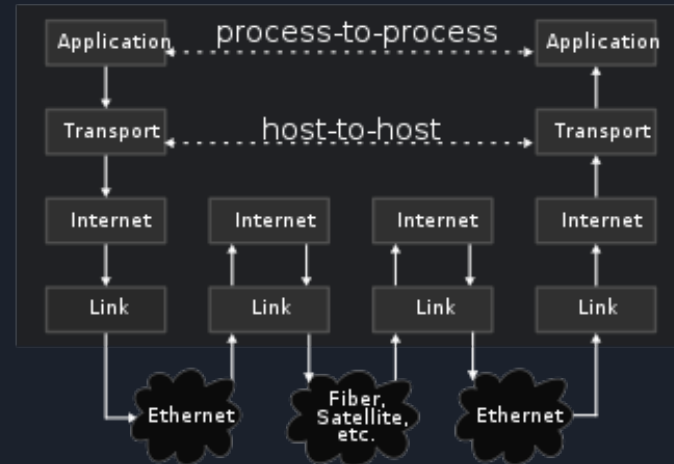 Application process-to-process Application
Transport host-to-host Transport
Internet Internet Internet Internet
Link Link Link Link
Ethernet
Fiber,
Satellite,
etc.
Ethernet